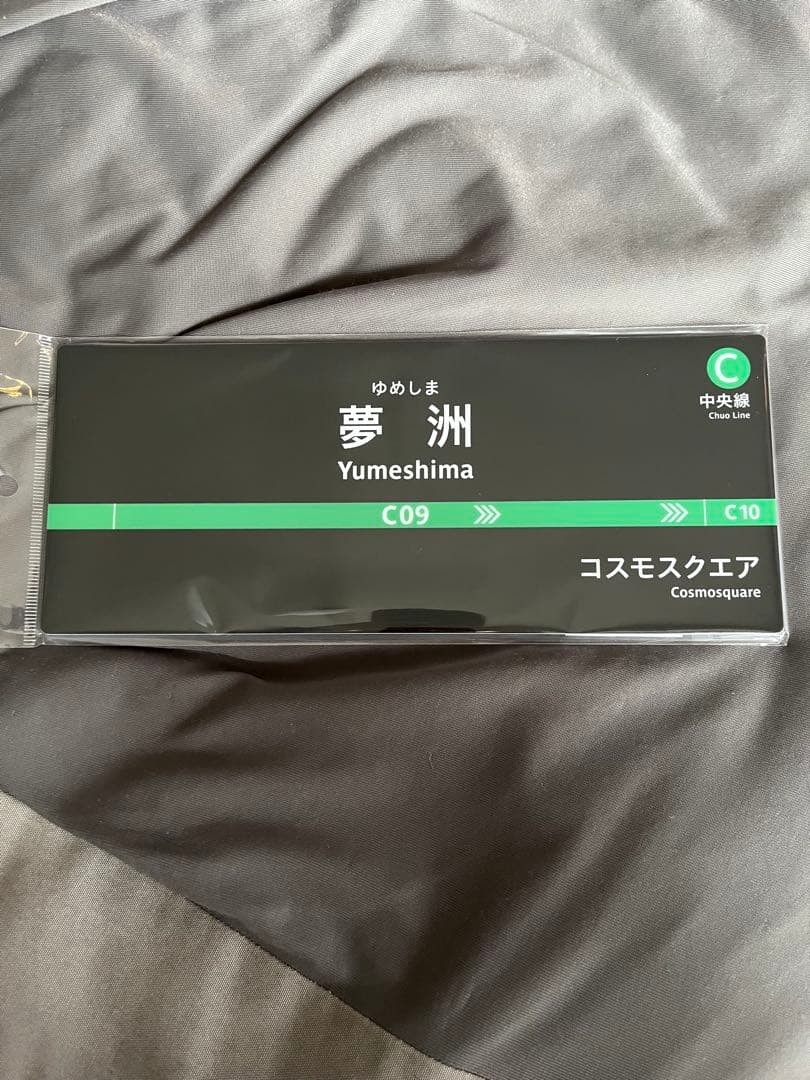 C
中央線
Chuo Line
ゆめしま
夢 洲
Yumeshima
C09
C10
コスモスクエア
Cosmosquare